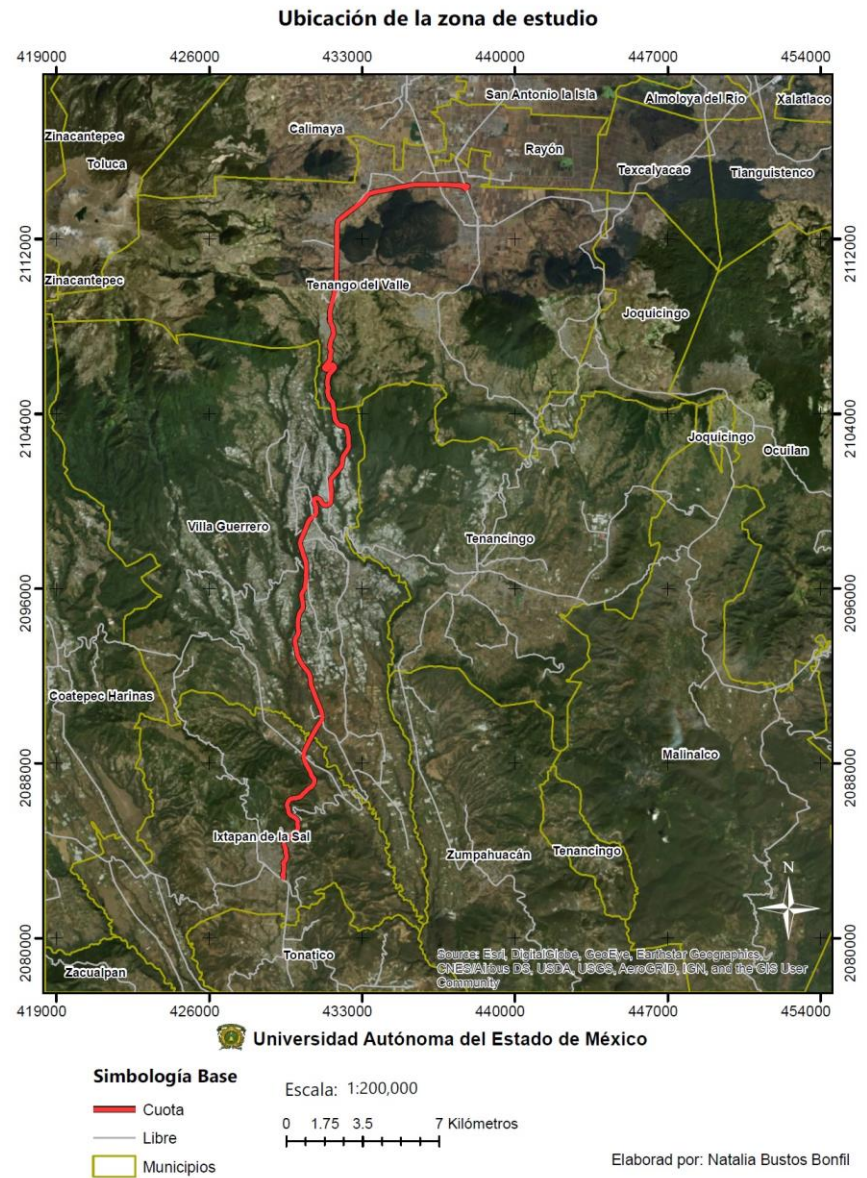 Ubicación de la zona de estudio
419000 426000 433000 440000 447000 454000
San Antonio la Isla
Almoloya del Río
Xalatlaco
Calimaya
Zinacantepec
Rayón
Toluca
Texcalyacac
Tianguistenco
2112000
2112000
Zinacantepec
Tenango del Valle
Joquicingo
2104000
2104000
Joquicingo
Ocuilan
Villa Guerrero
Tenancingo
2096000
2096000
Coatepec Harinas
Malinalco
2088000
2088000
Ixtapan de la Sal
Zumpahuacán
Tenancingo
N
2080000
2080000
Tonatico
Zacualpan
Source: Esri, DigitalGlobe, GeoEye, Earthstar Geographics,
CNES/Airbus DS, USDA, USGS, AeroGRID, IGN, and the GIS User
Community
419000 426000 433000 440000 447000 454000
Universidad Autónoma del Estado de México
Simbología Base
Cuota
Libre
Municipios
Escala: 1:200,000
0 1.75 3.5 7 Kilómetros
Elaborad por: Natalia Bustos Bonfil